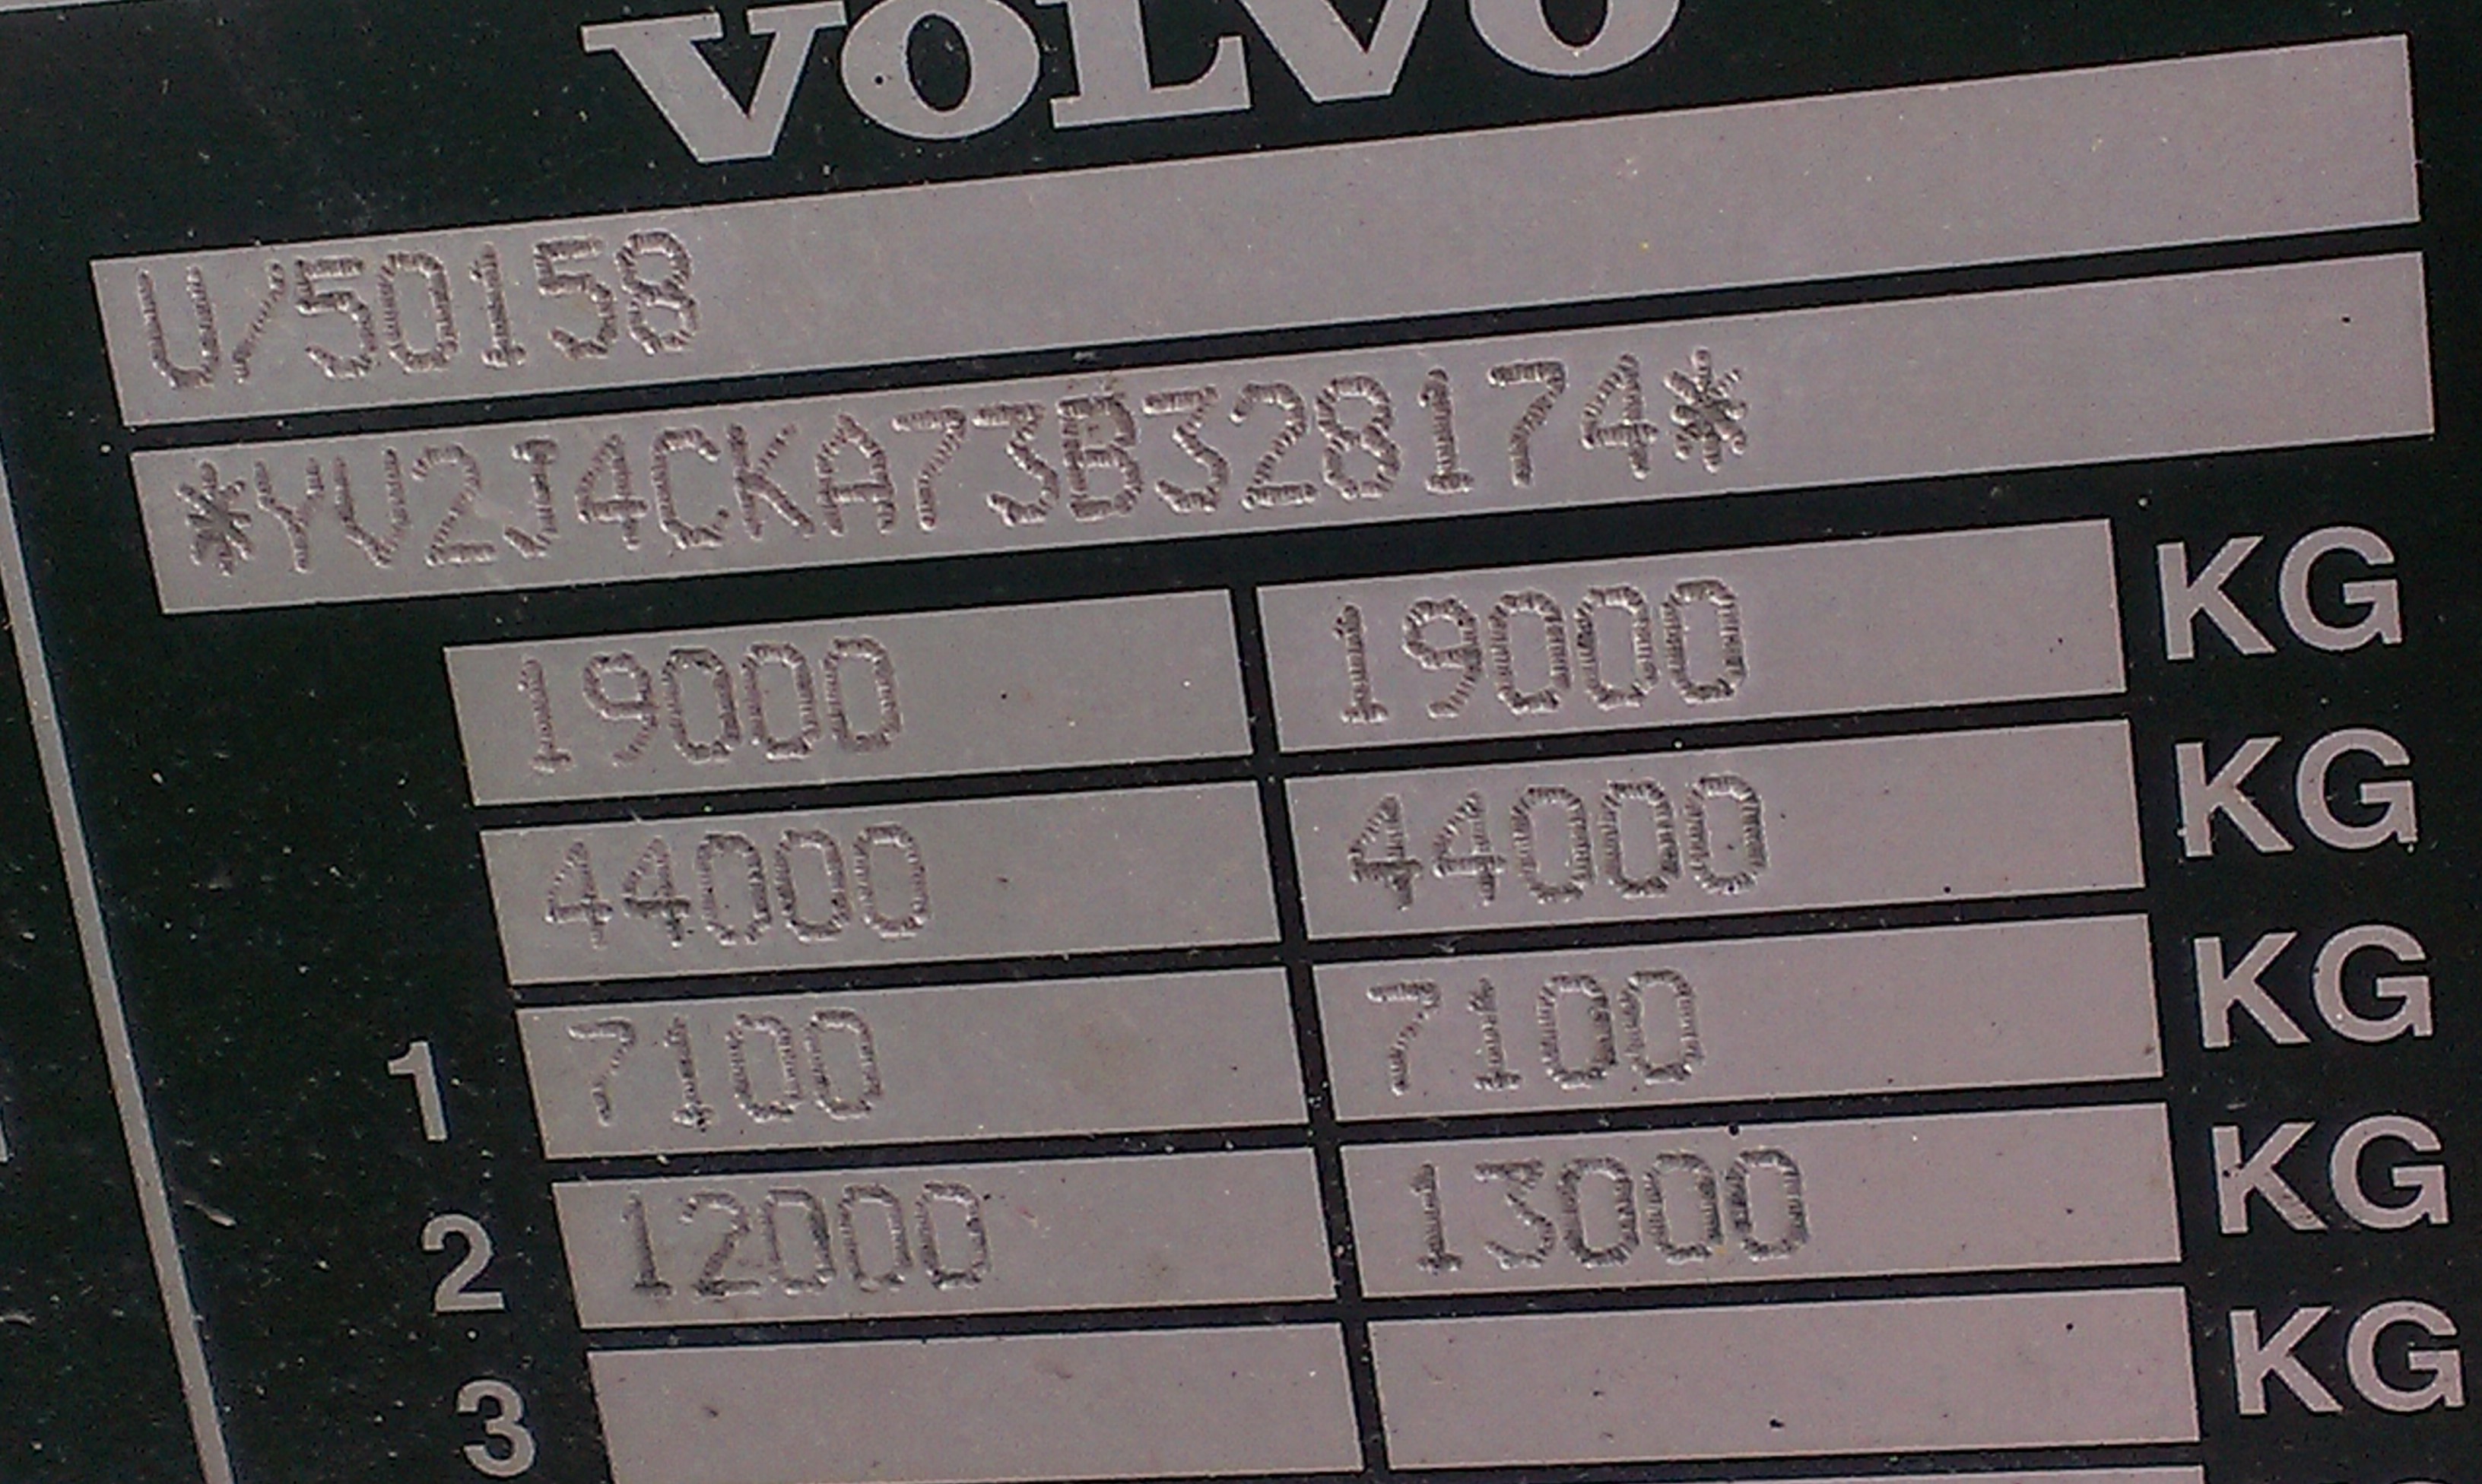 VOLVO
U/50158
*YV2J4CKA73B328174*
19000 19000 KG
44000 44000 KG
1 7100 7100 KG
2 12000 13000 KG
3 KG